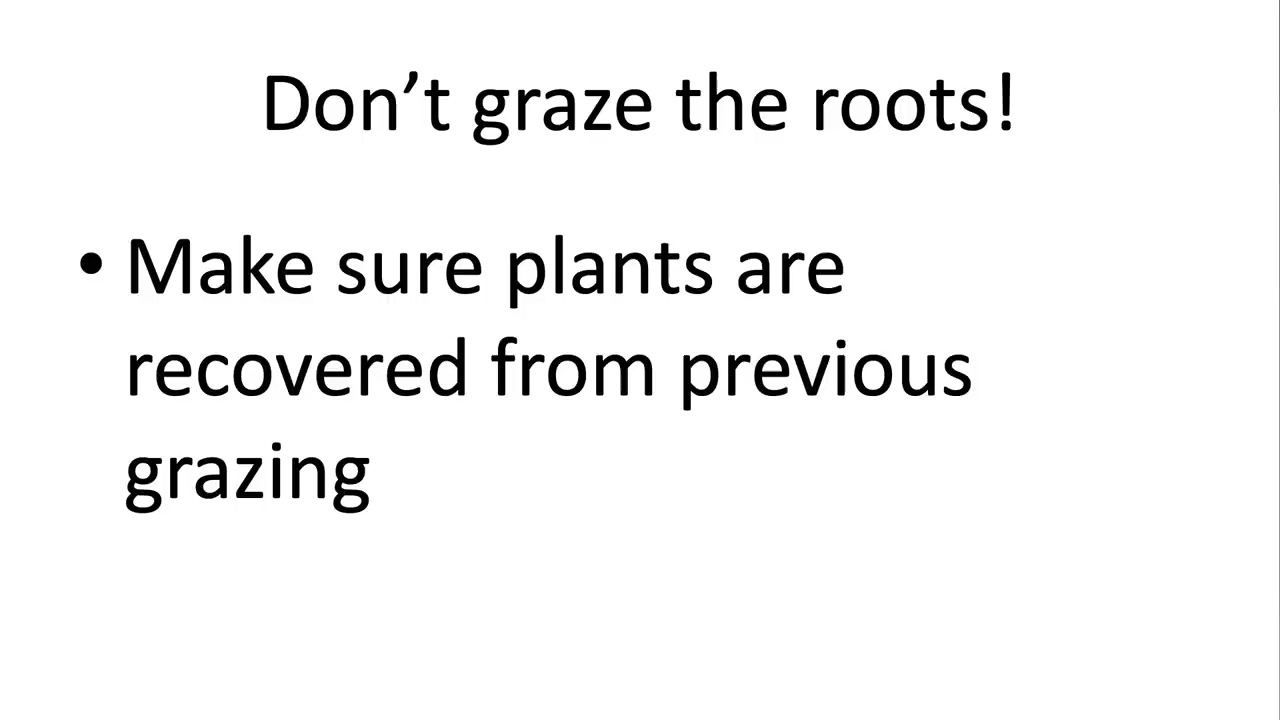 Don’t graze the roots!
• Make sure plants are
recovered from previous
grazing